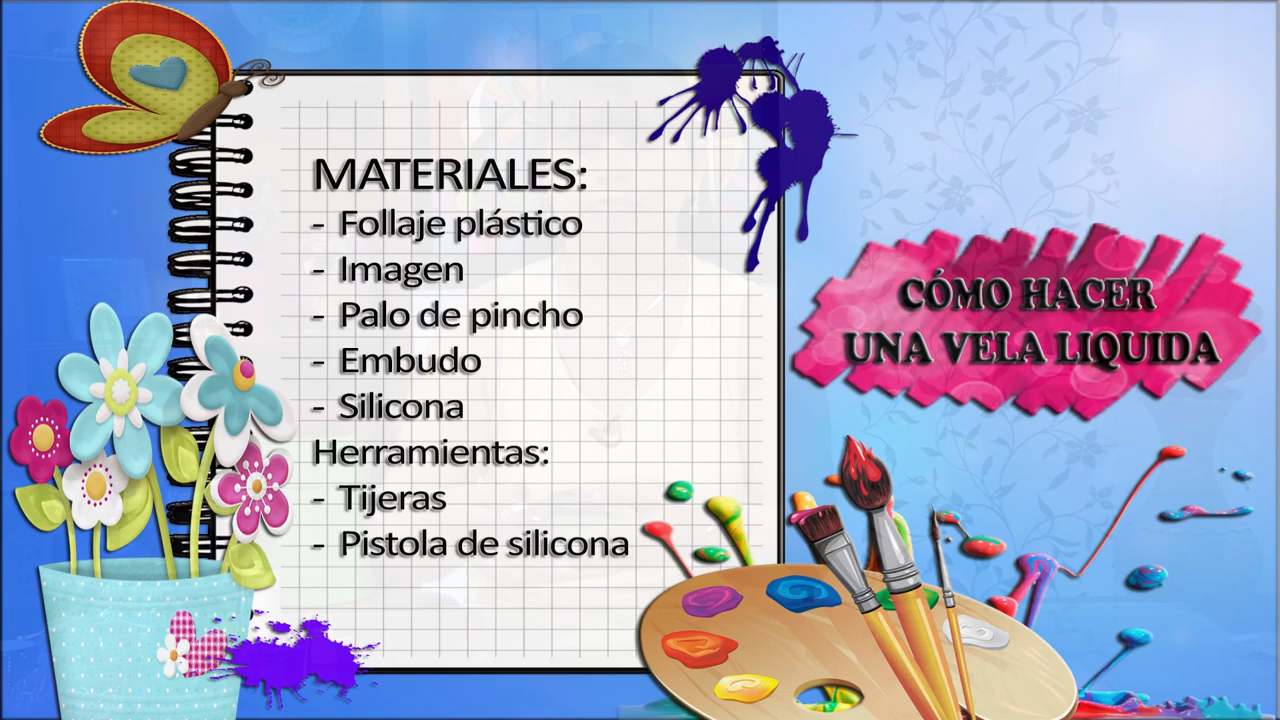 MATERIALES:
- Follaje plástico
- Imagen
- Palo de pincho
- Embudo
- Silicona
Herramientas:
- Tijeras
- Pistola de silicona
CÓMO HACER
UNA VELA LIQUIDA